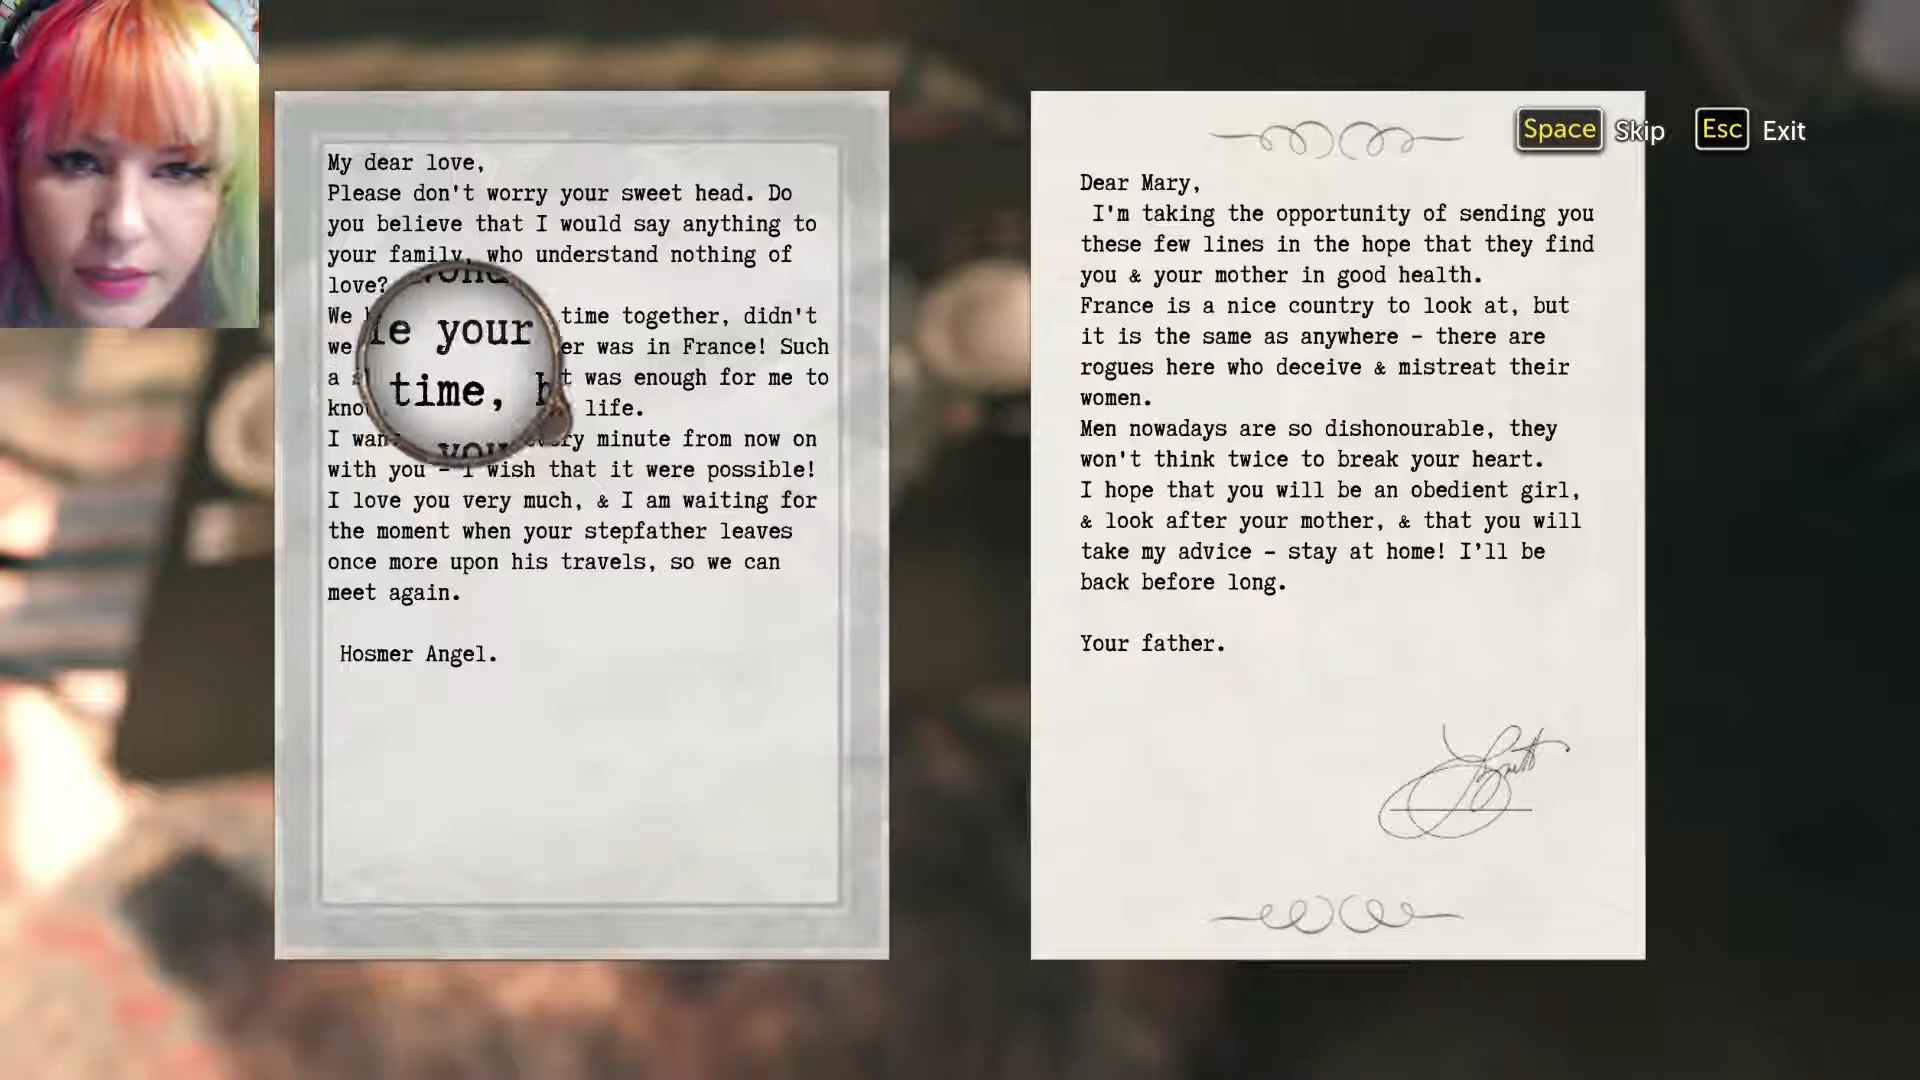 My dear love,
Please don't worry your sweet head. Do
you believe that I would say anything to
your family, who understand nothing of
love?
We time together, didn't
we was in France! Such
a was enough for me to
life.
I minute from now on
with you - I wish that it were possible!
I love you very much, & I am waiting for
the moment when your stepfather leaves
once more upon his travels, so we can
meet again.
Hosmer Angel.
your
time,
Dear Mary,
I'm taking the opportunity of sending you
these few lines in the hope that they find
you & your mother in good health.
France is a nice country to look at, but
it is the same as anywhere - there are
rogues here who deceive & mistreat their
women.
Men nowadays are so dishonourable, they
won't think twice to break your heart.
I hope that you will be an obedient girl,
& look after your mother, & that you will
take my advice - stay at home! I'll be
back before long.
Your father.
Space Skip Esc Exit